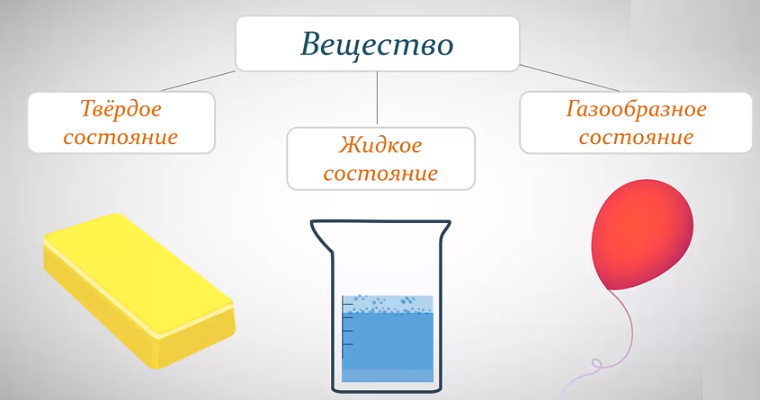 Вещество
Твёрдое
состояние
Жидкое
состояние
Газообразное
состояние